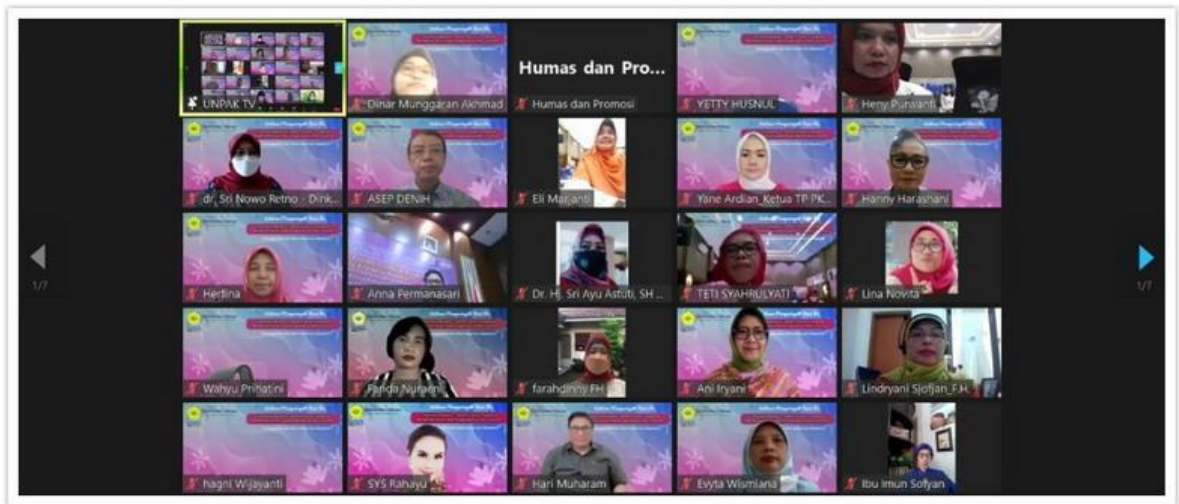 UNPAK TV
Dinar Munggaran Akhmad
Humas dan Pro...
Humas dan Promosi
YETTY HUSNUL
Heny Purwanti
dr. Sri Nowo Retno - Dink...
ASEP DENIH
Eli Marjanti
Yane Ardian_Ketua TP PK...
Hanny Harashani
1/7
Herfina
Anna Permanasari
Dr. Hj. Sri Ayu Astuti, SH ...
TETI SYAHRULYATI
Lina Novita
1/7
Wahyu Prihatini
Farida Nuraeni
farahdinny FH
Ani Iryani
Lindryani Sjofjan_F.H.
hagni Wijayanti
SYS Rahayu
Hari Muharam
Evyta Wismiana
Ibu Imun Sofyan